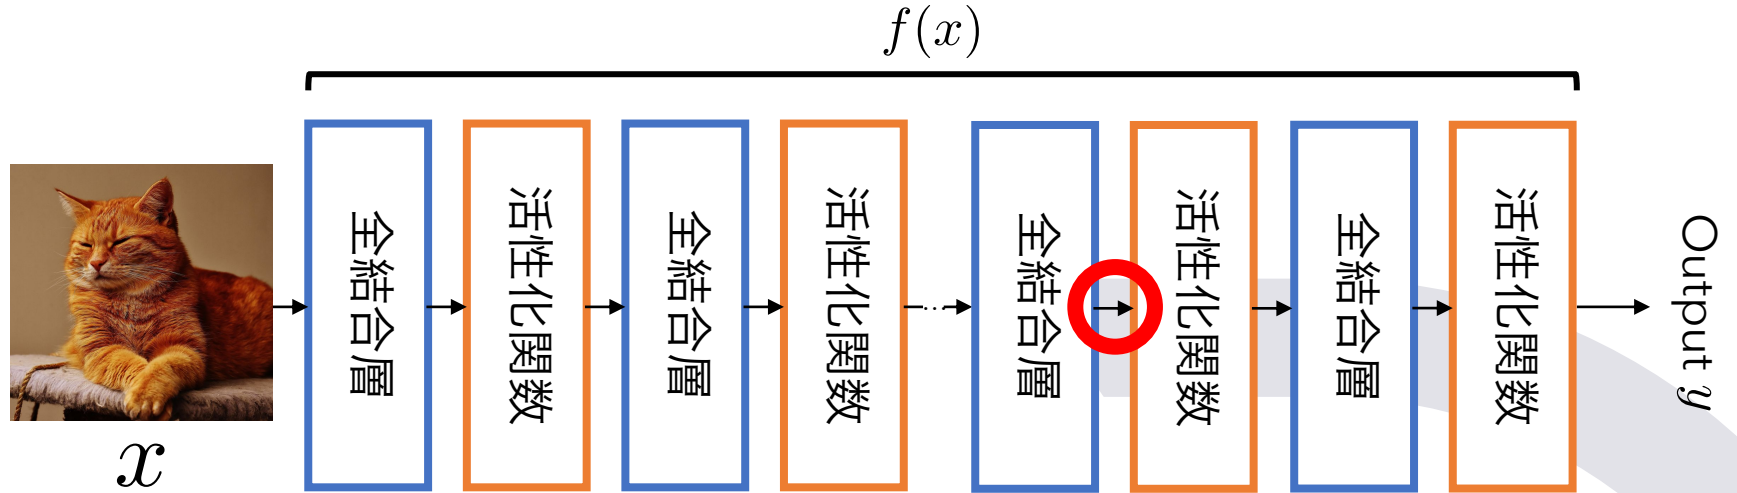 f(x)
全結合層
活性化関数
全結合層
活性化関数
...
全結合層
活性化関数
全結合層
活性化関数
Output y
x